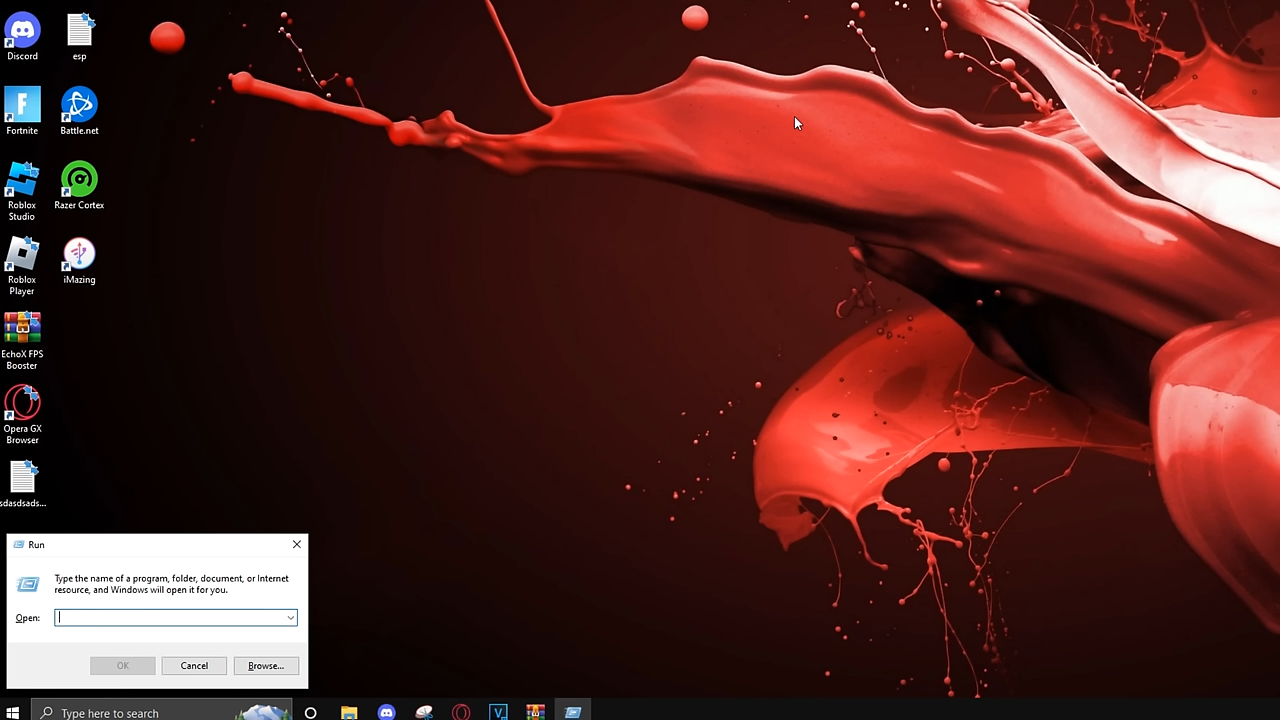 Discord
esp
Fortnite
Battle.net
Roblox
Studio
Razer Cortex
Roblox
Player
iMazing
EchoX FPS
Booster
Opera GX
Browser
sdasdsads...
Run
Type the name of a program, folder, document, or Internet
resource, and Windows will open it for you.
Open:
OK
Cancel
Browse...
Type here to search